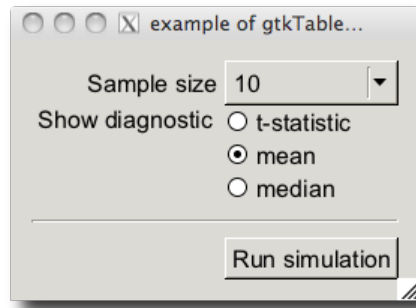 example of gtkTable...
Sample size 10
Show diagnostic t-statistic
mean
median
Run simulation